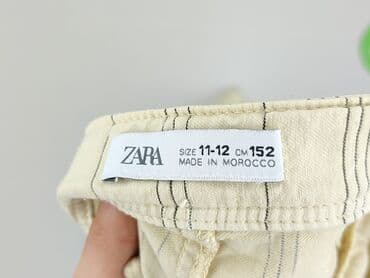 ZARA
SIZE 11-12 CM 152
MADE IN MOROCCO